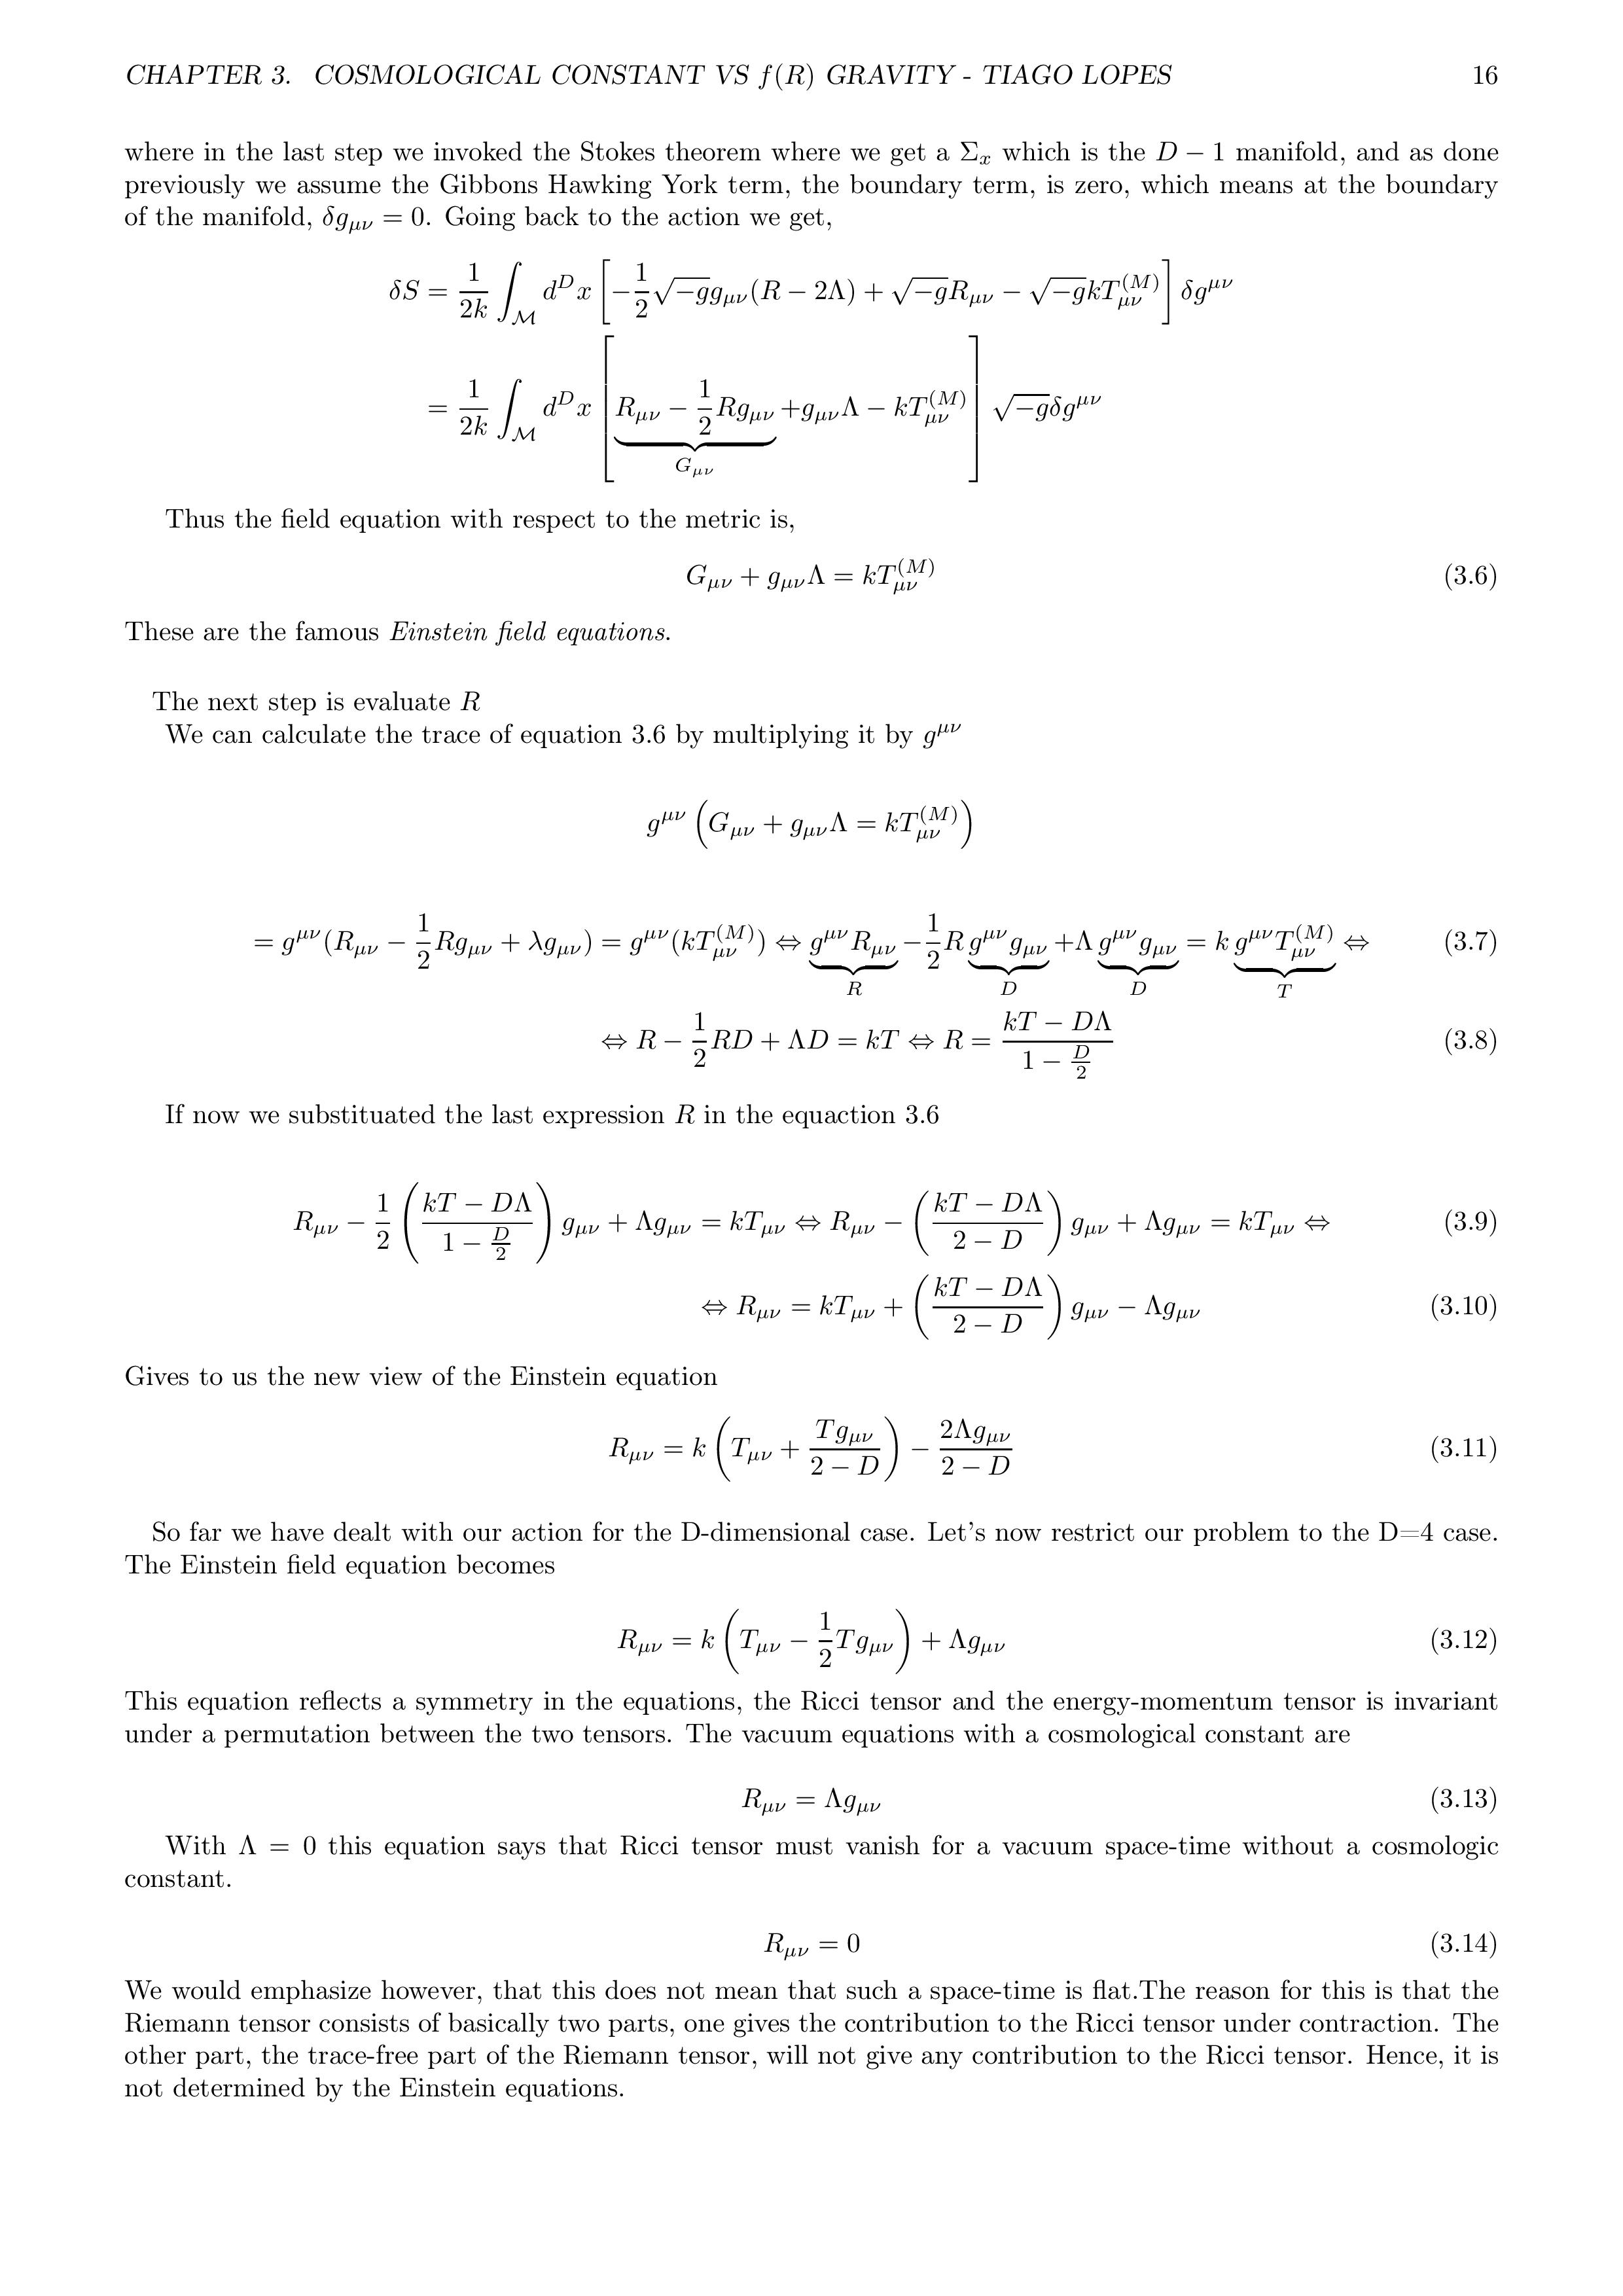 CHAPTER 3. COSMOLOGICAL CONSTANT VS f(R) GRAVITY - TIAGO LOPES 16
where in the last step we invoked the Stokes theorem where we get a $\Sigma_x$ which is the $D-1$ manifold, and as done
previously we assume the Gibbons Hawking York term, the boundary term, is zero, which means at the boundary
of the manifold, $\delta g_{\mu\nu} = 0$. Going back to the action we get,
$\delta S = \frac{1}{2k} \int_{\mathcal{M}} d^D x \left[ -\frac{1}{2}\sqrt{-g} g_{\mu\nu}(R - 2\Lambda) + \sqrt{-g} R_{\mu\nu} - \sqrt{-g} k T^{(M)}_{\mu\nu} \right] \delta g^{\mu\nu}$
$= \frac{1}{2k} \int_{\mathcal{M}} d^D x \left[ \underbrace{R_{\mu\nu} - \frac{1}{2} R g_{\mu\nu}}_{G_{\mu\nu}} + g_{\mu\nu}\Lambda - k T^{(M)}_{\mu\nu} \right] \sqrt{-g} \delta g^{\mu\nu}$
Thus the field equation with respect to the metric is,
$G_{\mu\nu} + g_{\mu\nu}\Lambda = k T^{(M)}_{\mu\nu}$ (3.6)
These are the famous Einstein field equations.
The next step is evaluate $R$
We can calculate the trace of equation 3.6 by multiplying it by $g^{\mu\nu}$
$g^{\mu\nu} \left( G_{\mu\nu} + g_{\mu\nu}\Lambda = k T^{(M)}_{\mu\nu} \right)$
$= g^{\mu\nu}(R_{\mu\nu} - \frac{1}{2} R g_{\mu\nu} + \lambda g_{\mu\nu}) = g^{\mu\nu}(k T^{(M)}_{\mu\nu}) \Leftrightarrow \underbrace{g^{\mu\nu} R_{\mu\nu}}_{R} - \frac{1}{2} R \underbrace{g^{\mu\nu} g_{\mu\nu}}_{D} + \Lambda \underbrace{g^{\mu\nu} g_{\mu\nu}}_{D} = k \underbrace{g^{\mu\nu} T^{(M)}_{\mu\nu}}_{T} \Leftrightarrow$ (3.7)
$\Leftrightarrow R - \frac{1}{2} R D + \Lambda D = kT \Leftrightarrow R = \frac{kT - D\Lambda}{1 - \frac{D}{2}}$ (3.8)
If now we substituated the last expression $R$ in the equaction 3.6
$R_{\mu\nu} - \frac{1}{2} \left( \frac{kT - D\Lambda}{1 - \frac{D}{2}} \right) g_{\mu\nu} + \Lambda g_{\mu\nu} = k T_{\mu\nu} \Leftrightarrow R_{\mu\nu} - \left( \frac{kT - D\Lambda}{2 - D} \right) g_{\mu\nu} + \Lambda g_{\mu\nu} = k T_{\mu\nu} \Leftrightarrow$ (3.9)
$\Leftrightarrow R_{\mu\nu} = k T_{\mu\nu} + \left( \frac{kT - D\Lambda}{2 - D} \right) g_{\mu\nu} - \Lambda g_{\mu\nu}$ (3.10)
Gives to us the new view of the Einstein equation
$R_{\mu\nu} = k \left( T_{\mu\nu} + \frac{T g_{\mu\nu}}{2 - D} \right) - \frac{2\Lambda g_{\mu\nu}}{2 - D}$ (3.11)
So far we have dealt with our action for the D-dimensional case. Let's now restrict our problem to the D=4 case.
The Einstein field equation becomes
$R_{\mu\nu} = k \left( T_{\mu\nu} - \frac{1}{2} T g_{\mu\nu} \right) + \Lambda g_{\mu\nu}$ (3.12)
This equation reflects a symmetry in the equations, the Ricci tensor and the energy-momentum tensor is invariant
under a permutation between the two tensors. The vacuum equations with a cosmological constant are
$R_{\mu\nu} = \Lambda g_{\mu\nu}$ (3.13)
With $\Lambda = 0$ this equation says that Ricci tensor must vanish for a vacuum space-time without a cosmologic
constant.
$R_{\mu\nu} = 0$ (3.14)
We would emphasize however, that this does not mean that such a space-time is flat.The reason for this is that the
Riemann tensor consists of basically two parts, one gives the contribution to the Ricci tensor under contraction. The
other part, the trace-free part of the Riemann tensor, will not give any contribution to the Ricci tensor. Hence, it is
not determined by the Einstein equations.